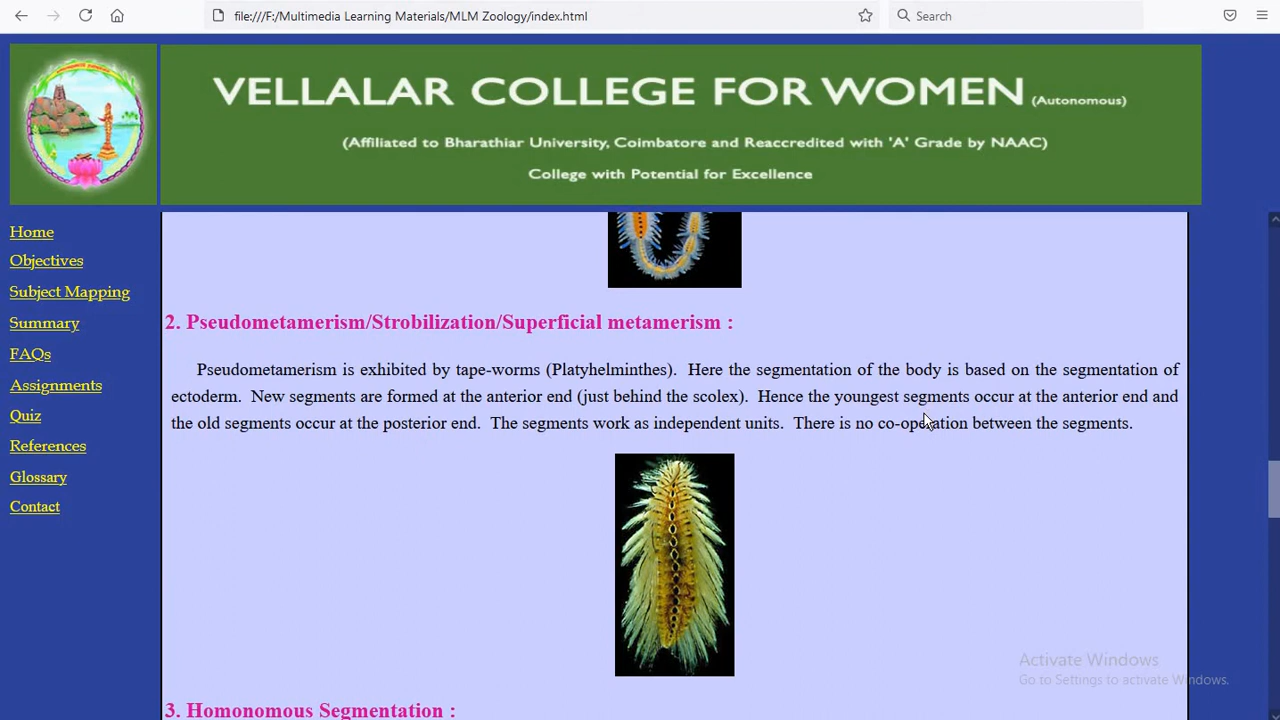 file:///F:/Multimedia Learning Materials/MLM Zoology/index.html
Search
VELLALAR COLLEGE FOR WOMEN (Autonomous)
(Affiliated to Bharathiar University, Coimbatore and Reaccredited with 'A' Grade by NAAC)
College with Potential for Excellence
Home
Objectives
Subject Mapping
Summary
FAQs
Assignments
Quiz
References
Glossary
Contact
2. Pseudometamerism/Strobilization/Superficial metamerism :
Pseudometamerism is exhibited by tape-worms (Platyhelminthes). Here the segmentation of the body is based on the segmentation of
ectoderm. New segments are formed at the anterior end (just behind the scolex). Hence the youngest segments occur at the anterior end and
the old segments occur at the posterior end. The segments work as independent units. There is no co-operation between the segments.
3. Homonomous Segmentation :
Activate Windows
Go to Settings to activate Windows.